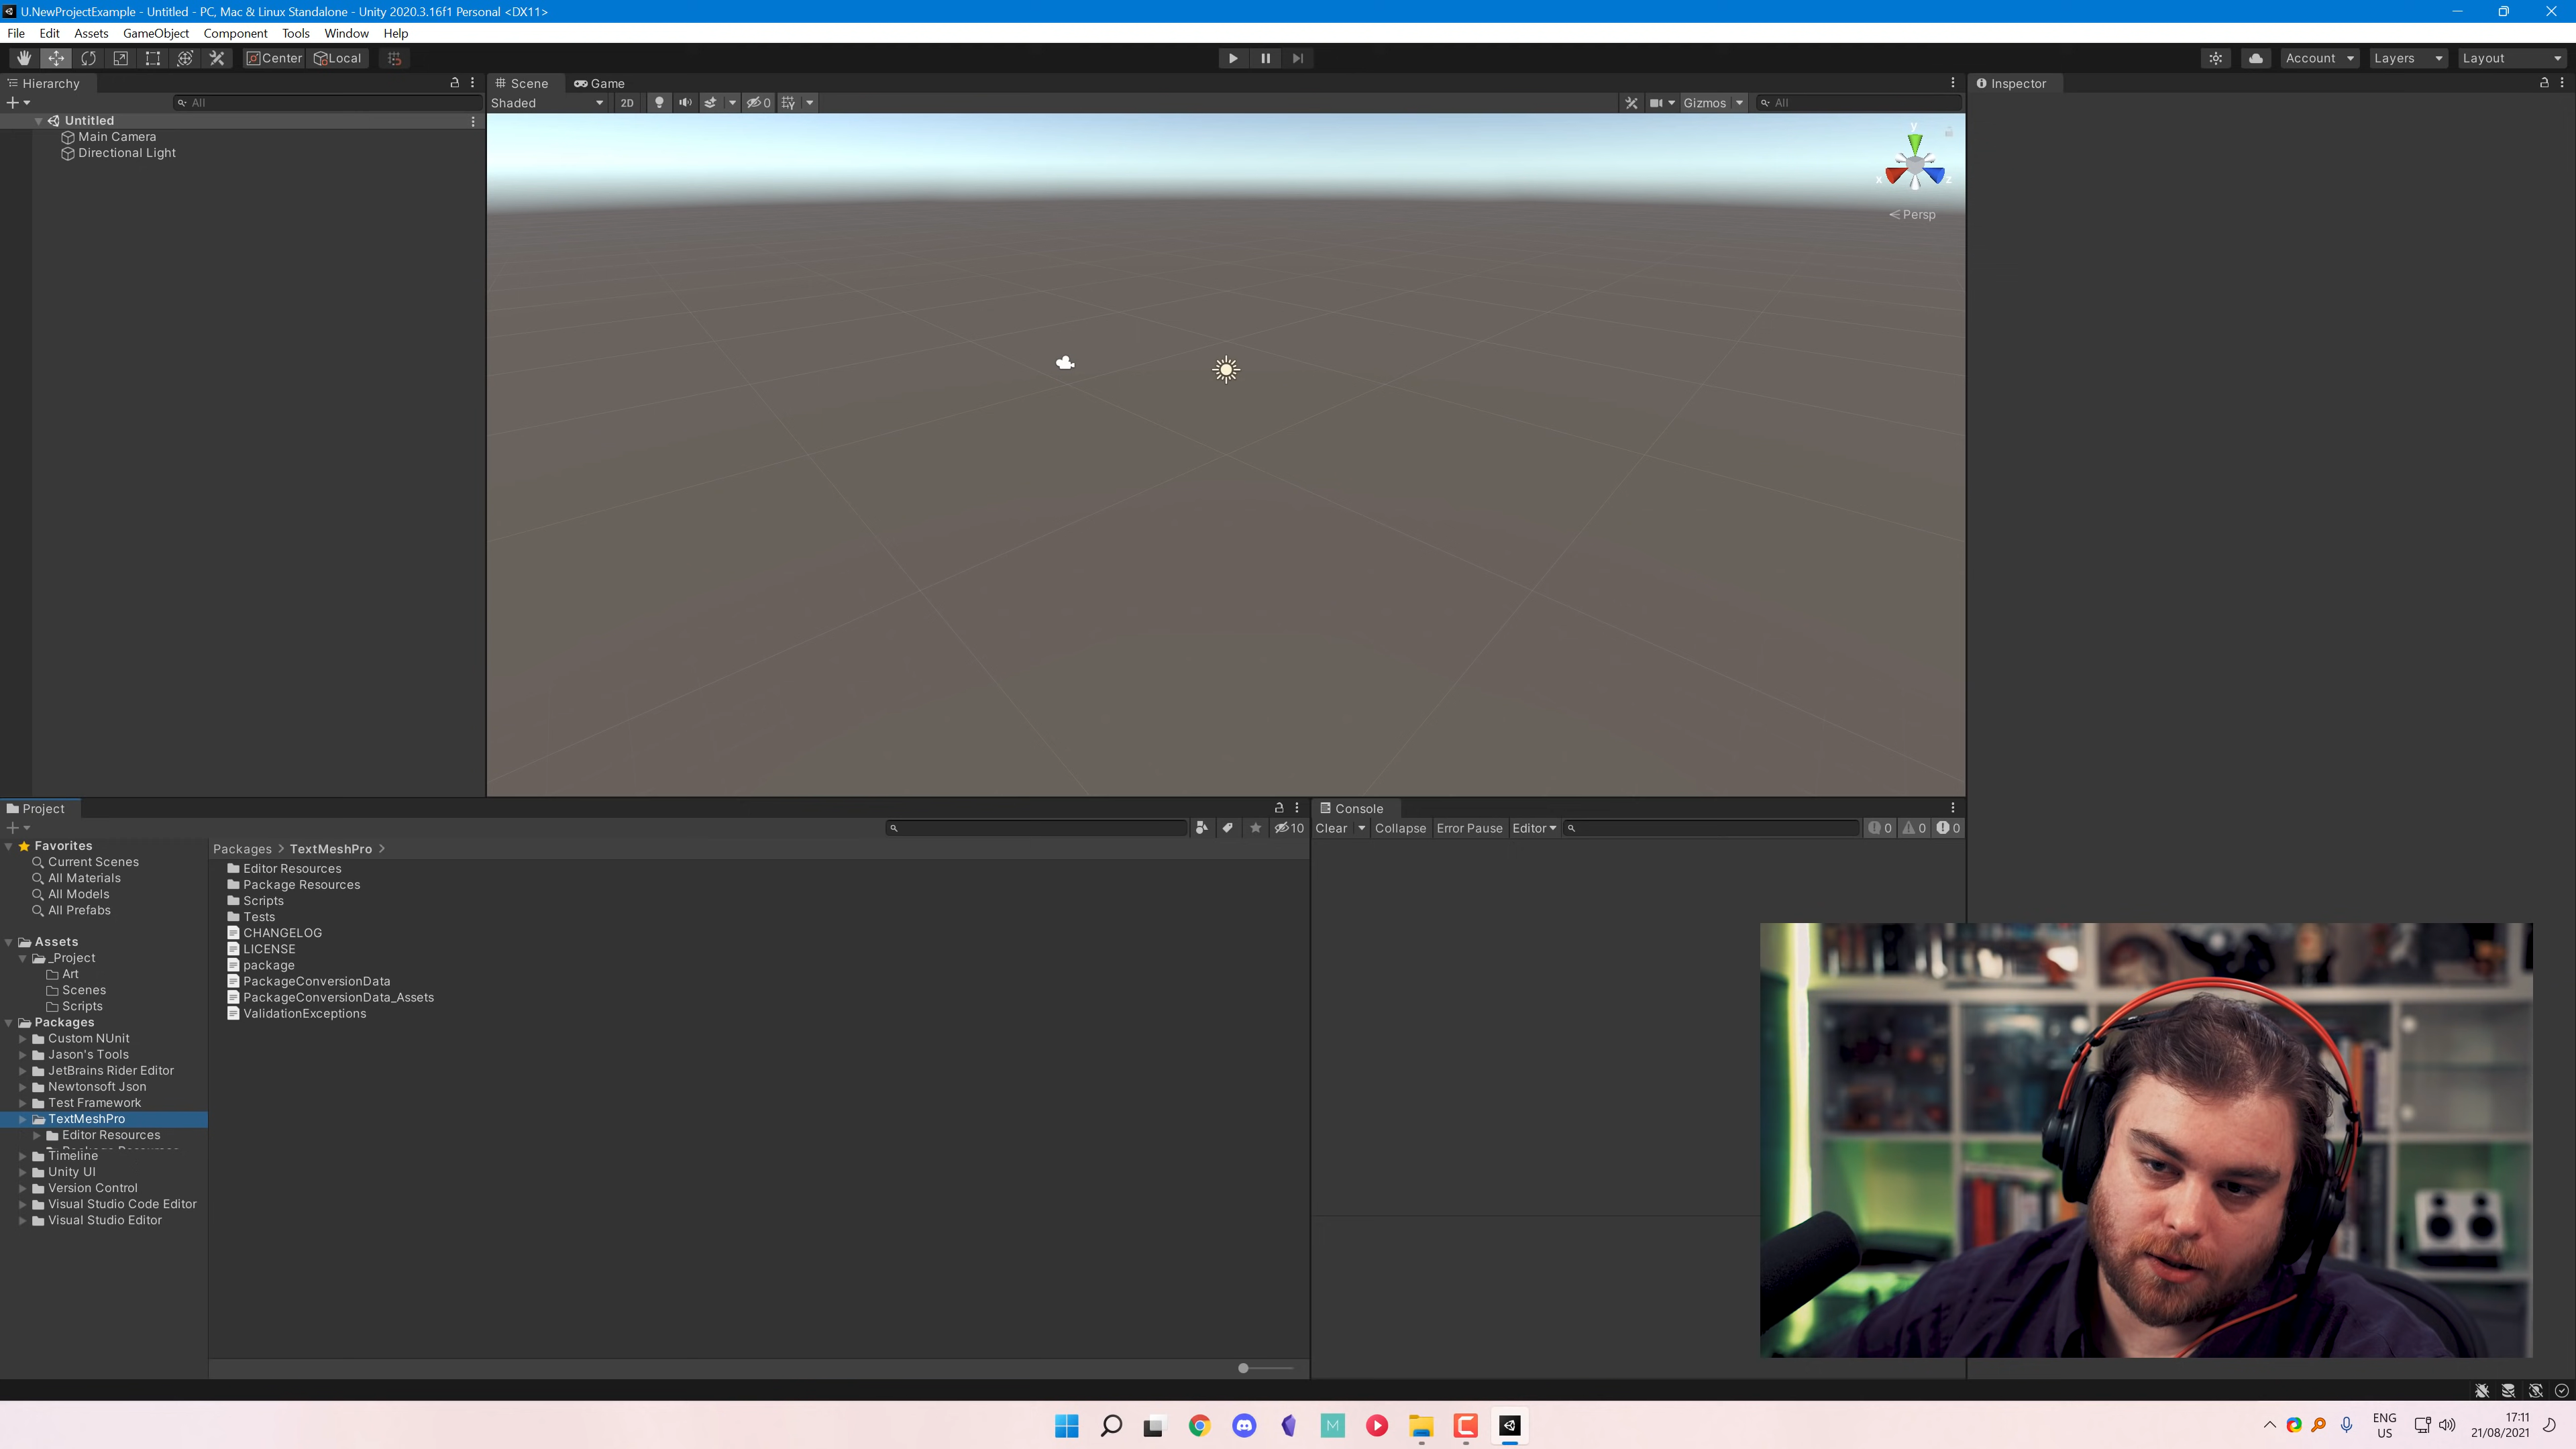 U.NewProjectExample - Untitled - PC, Mac & Linux Standalone - Unity 2020.3.16f1 Personal <DX11>
File Edit Assets GameObject Component Tools Window Help
Center Local
Account Layers Layout
Hierarchy
All
Untitled
Main Camera
Directional Light
Scene Game
Shaded 2D 0 Gizmos All
y
x z
Persp
Inspector
Project
10
Favorites
Current Scenes
All Materials
All Models
All Prefabs
Assets
_Project
Art
Scenes
Scripts
Packages
Custom NUnit
Jason's Tools
JetBrains Rider Editor
Newtonsoft Json
Test Framework
TextMeshPro
Editor Resources
Timeline
Unity UI
Version Control
Visual Studio Code Editor
Visual Studio Editor
Packages > TextMeshPro >
Editor Resources
Package Resources
Scripts
Tests
CHANGELOG
LICENSE
package
PackageConversionData
PackageConversionData_Assets
ValidationExceptions
Console
Clear Collapse Error Pause Editor 0 0 0
M
ENG
US
17:11
21/08/2021